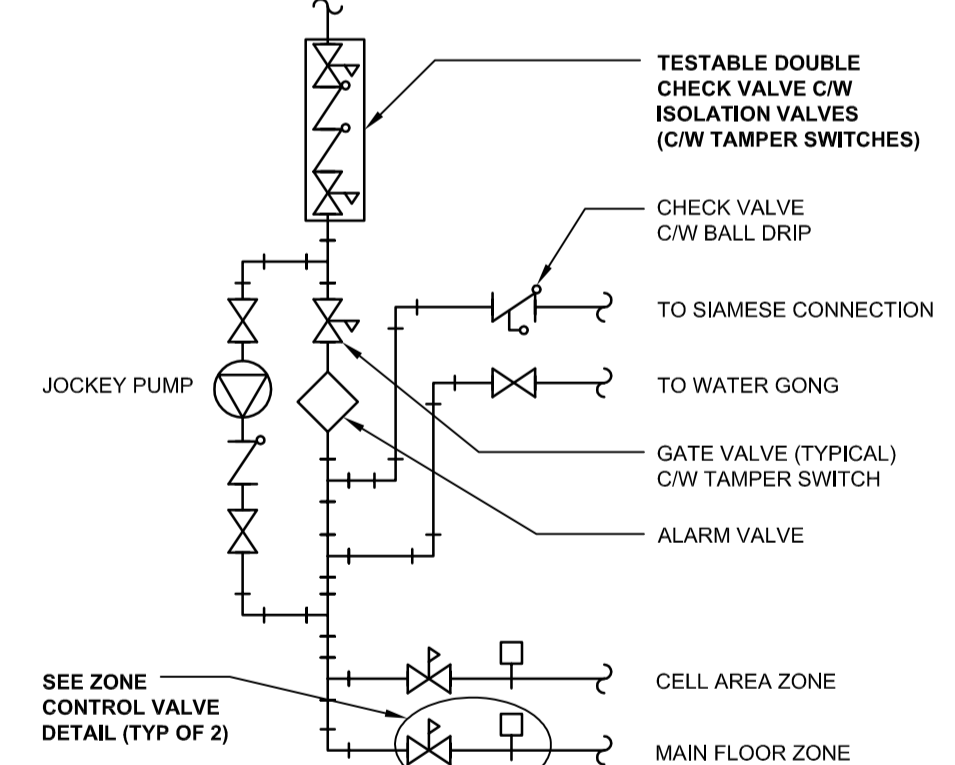 TESTABLE DOUBLE
CHECK VALVE C/W
ISOLATION VALVES
(C/W TAMPER SWITCHES)
CHECK VALVE
C/W BALL DRIP
TO SIAMESE CONNECTION
JOCKEY PUMP
TO WATER GONG
GATE VALVE (TYPICAL)
C/W TAMPER SWITCH
ALARM VALVE
SEE ZONE
CONTROL VALVE
DETAIL (TYP OF 2)
CELL AREA ZONE
MAIN FLOOR ZONE